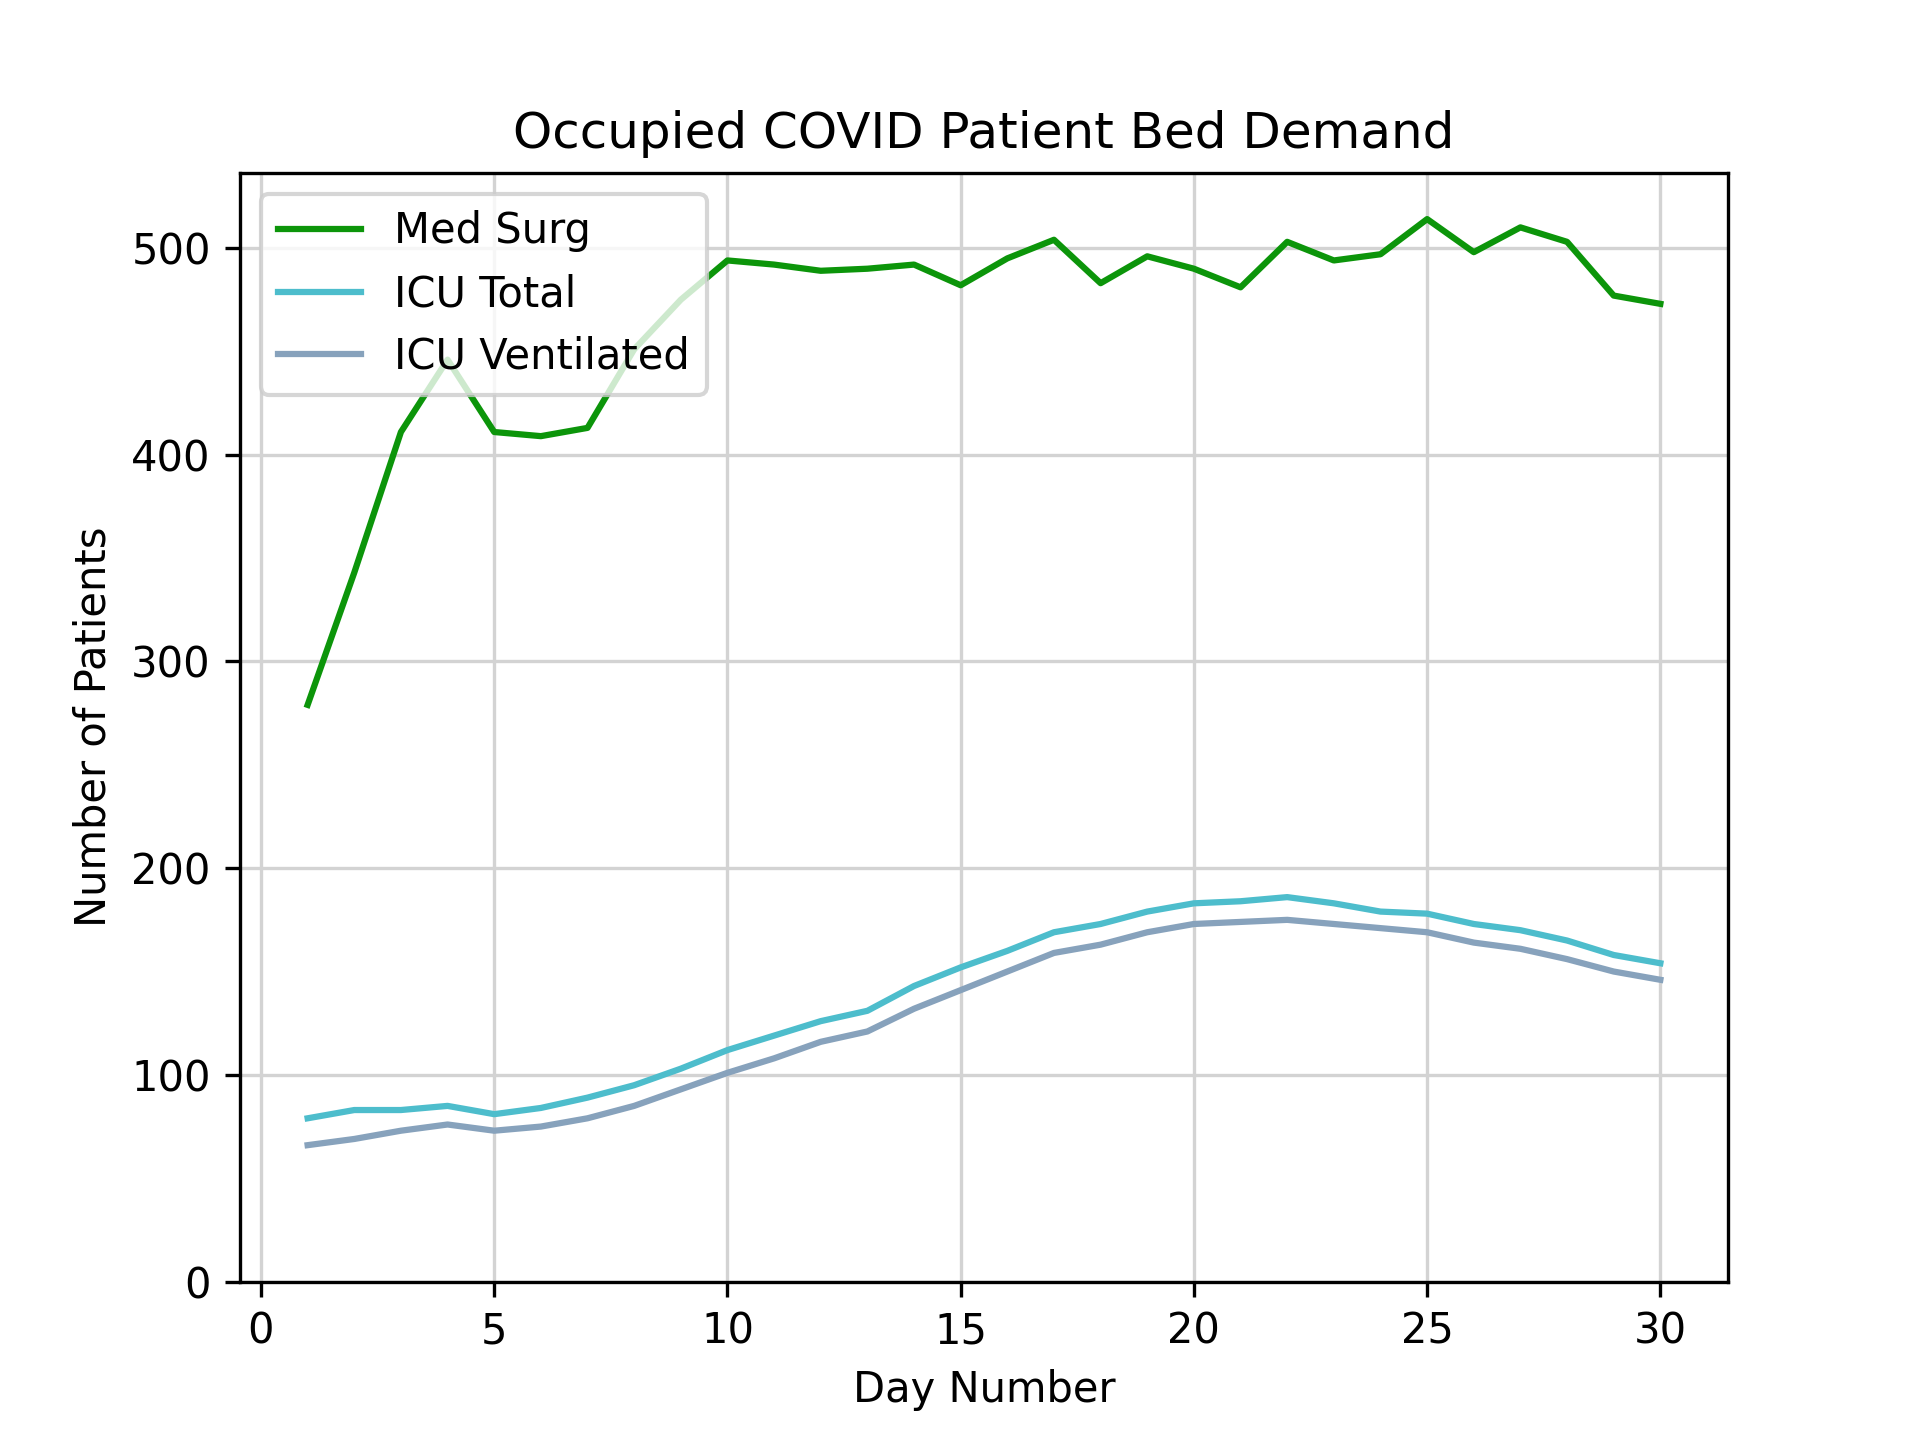 Occupied COVID Patient Bed Demand
Med Surg
ICU Total
ICU Ventilated
Number of Patients
500
400
300
200
100
0
0 5 10 15 20 25 30
Day Number